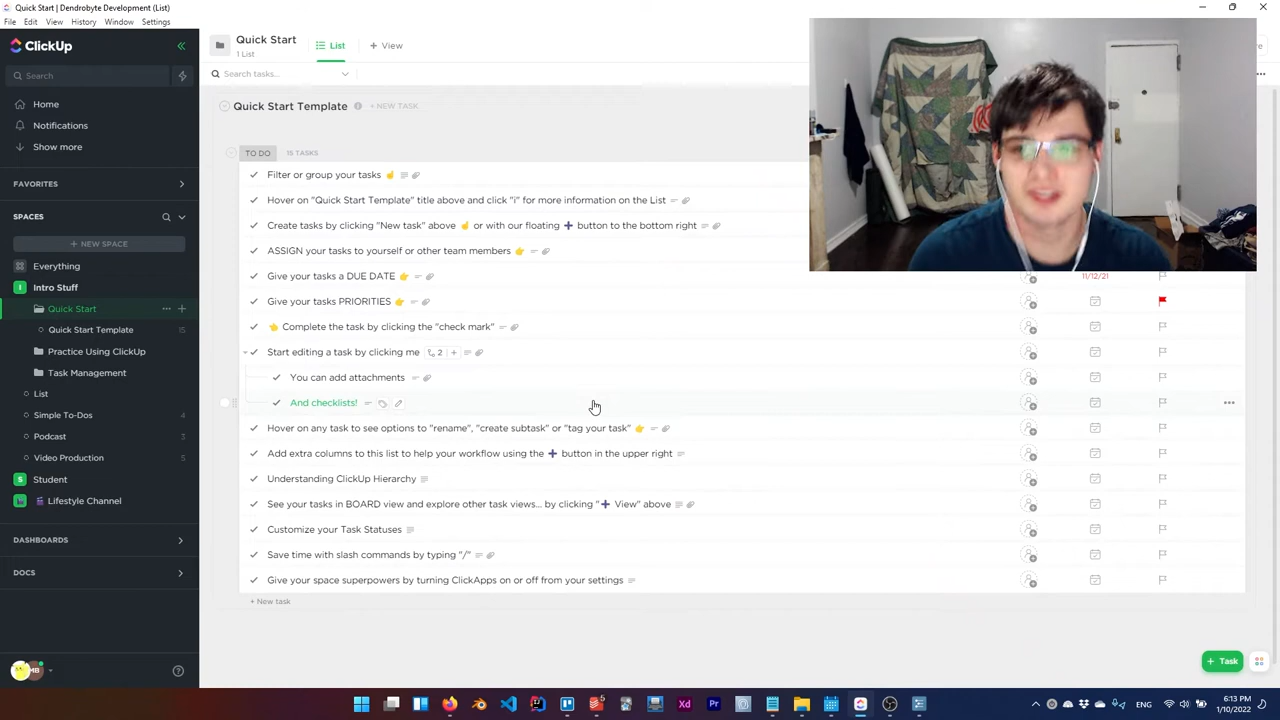 Quick Start | Dendrobyte Development (List)
File Edit View History Window Settings
ClickUp
Search
Home
Notifications
Show more
FAVORITES
SPACES
+ NEW SPACE
Everything
I Intro Stuff
Quick Start
Quick Start Template 15
Practice Using ClickUp
Task Management
List
Simple To-Dos 4
Podcast 4
Video Production 5
Student
Lifestyle Channel
DASHBOARDS
DOCS
MB
Quick Start
1 List
List
+ View
Search tasks...
Quick Start Template + NEW TASK
TO DO 15 TASKS
Filter or group your tasks ☝
Hover on "Quick Start Template" title above and click "i" for more information on the List
Create tasks by clicking "New task" above ☝ or with our floating ➕ button to the bottom right
ASSIGN your tasks to yourself or other team members 👉
Give your tasks a DUE DATE 👉 11/12/21
Give your tasks PRIORITIES 👉
👈 Complete the task by clicking the "check mark"
Start editing a task by clicking me 2 +
You can add attachments
And checklists!
Hover on any task to see options to "rename", "create subtask" or "tag your task" 👉
Add extra columns to this list to help your workflow using the ➕ button in the upper right
Understanding ClickUp Hierarchy
See your tasks in BOARD view and explore other task views... by clicking "➕ View" above
Customize your Task Statuses
Save time with slash commands by typing "/"
Give your space superpowers by turning ClickApps on or off from your settings
+ New task
+ Task
5
Xd Pr
6:13 PM
1/10/2022